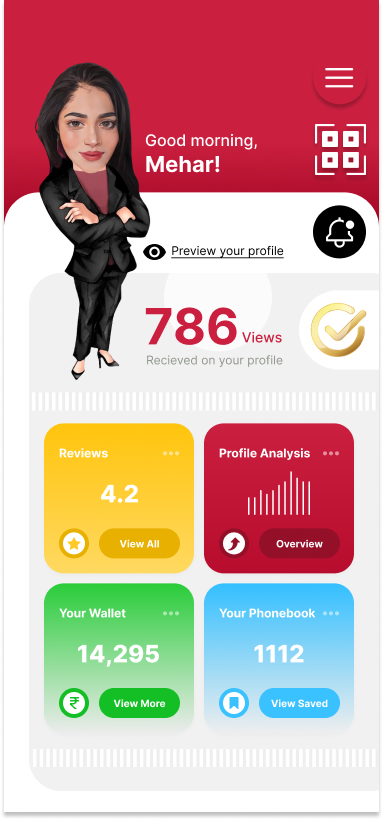 Good morning,
Mehar!
Preview your profile
786 Views
Recieved on your profile
Reviews
4.2
View All
Profile Analysis
Overview
Your Wallet
14,295
₹
View More
Your Phonebook
1112
View Saved